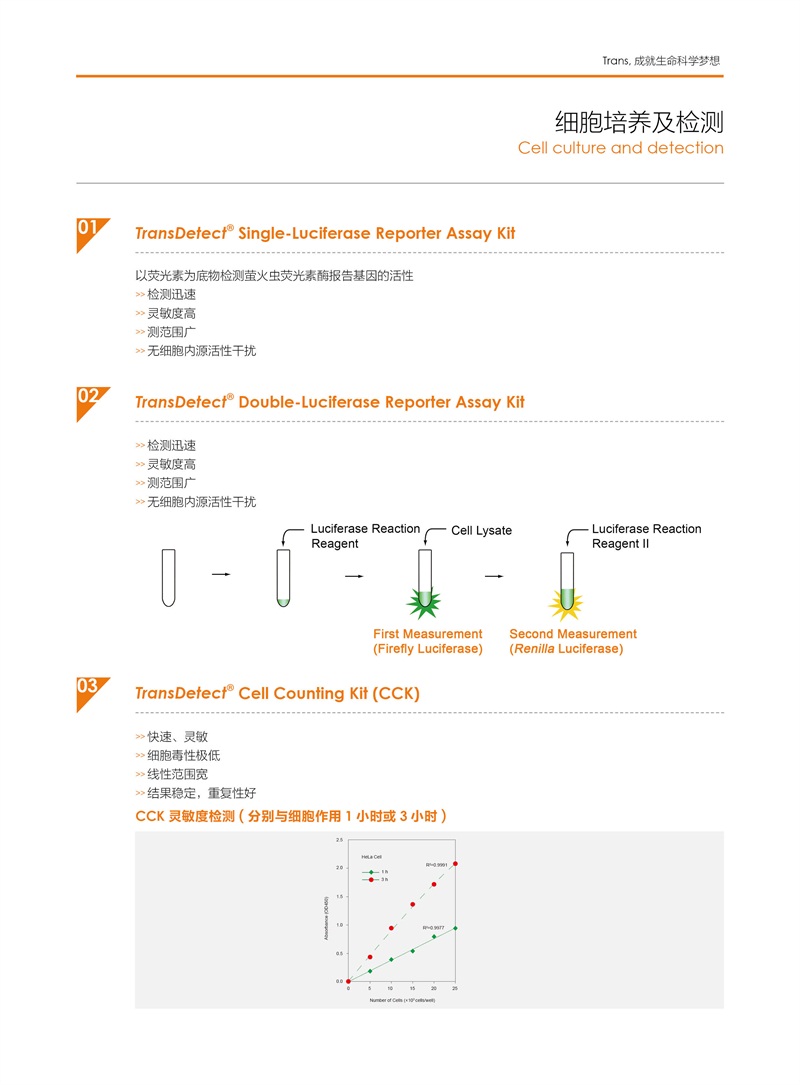 Trans, 成就生命科学梦想
细胞培养及检测
Cell culture and detection
01
TransDetect® Single-Luciferase Reporter Assay Kit
以荧光素为底物检测萤火虫荧光素酶报告基因的活性
>> 检测迅速
>> 灵敏度高
>> 测范围广
>> 无细胞内源活性干扰
02
TransDetect® Double-Luciferase Reporter Assay Kit
>> 检测迅速
>> 灵敏度高
>> 测范围广
>> 无细胞内源活性干扰
Luciferase Reaction
Reagent
Cell Lysate
Luciferase Reaction
Reagent II
First Measurement
(Firefly Luciferase)
Second Measurement
(Renilla Luciferase)
03
TransDetect® Cell Counting Kit (CCK)
>> 快速、灵敏
>> 细胞毒性极低
>> 线性范围宽
>> 结果稳定，重复性好
CCK 灵敏度检测 ( 分别与细胞作用 1 小时或 3 小时 )
2.5
2.0
1.5
1.0
0.5
0.0
Absorbance (OD450)
HeLa Cell
1 h
3 h
R²=0.9991
R²=0.9977
0 5 10 15 20 25
Number of Cells (×10³cells/well)